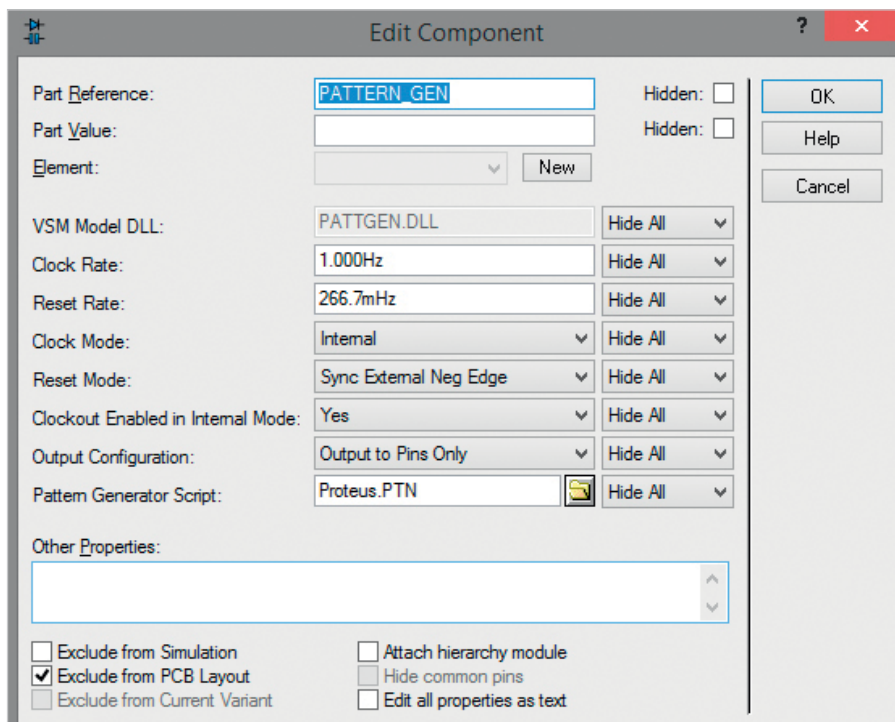 Edit Component
?
Part Reference: PATTERN_GEN Hidden: OK
Part Value: Hidden: Help
Element: New Cancel
VSM Model DLL: PATTGEN.DLL Hide All
Clock Rate: 1.000Hz Hide All
Reset Rate: 266.7mHz Hide All
Clock Mode: Internal Hide All
Reset Mode: Sync External Neg Edge Hide All
Clockout Enabled in Internal Mode: Yes Hide All
Output Configuration: Output to Pins Only Hide All
Pattern Generator Script: Proteus.PTN Hide All
Other Properties:
Exclude from Simulation Attach hierarchy module
Exclude from PCB Layout Hide common pins
Exclude from Current Variant Edit all properties as text